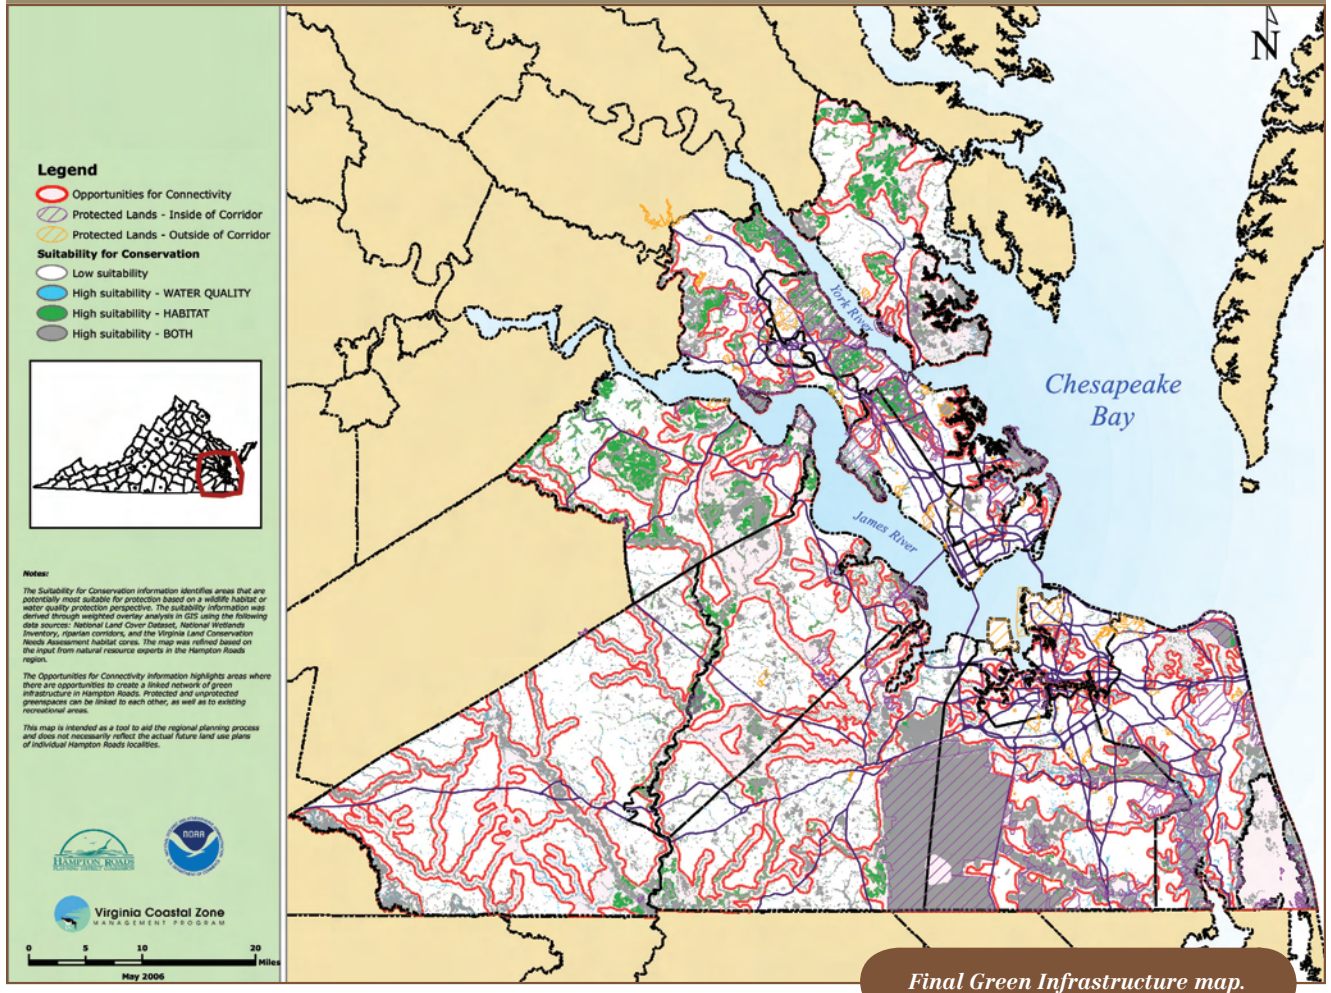 Legend
Opportunities for Connectivity
Protected Lands - Inside of Corridor
Protected Lands - Outside of Corridor
Suitability for Conservation
Low suitability
High suitability - WATER QUALITY
High suitability - HABITAT
High suitability - BOTH
Notes:
The Suitability for Conservation information identifies areas that are
potentially most suitable for protection based on a wildlife habitat or
water quality protection perspective. The suitability information was
derived through weighted overlay analysis in GIS using the following
data sources: National Land Cover Dataset, National Wetlands
Inventory, riparian corridors, and the Virginia Land Conservation
Needs Assessment habitat cores. The map was refined based on
the input from natural resource experts in the Hampton Roads
region.
The Opportunities for Connectivity information highlights areas where
there are opportunities to create a linked network of green
infrastructure in Hampton Roads. Protected and unprotected
greenspaces can be linked to each other, as well as to existing
recreational areas.
This map is intended as a tool to aid the regional planning process
and does not necessarily reflect the actual future land use plans
of individual Hampton Roads localities.
HAMPTON ROADS
PLANNING DISTRICT COMMISSION
NOAA
Virginia Coastal Zone
MANAGEMENT PROGRAM
0 5 10 20
Miles
May 2006
N
York River
Chesapeake
Bay
James River
Final Green Infrastructure map.